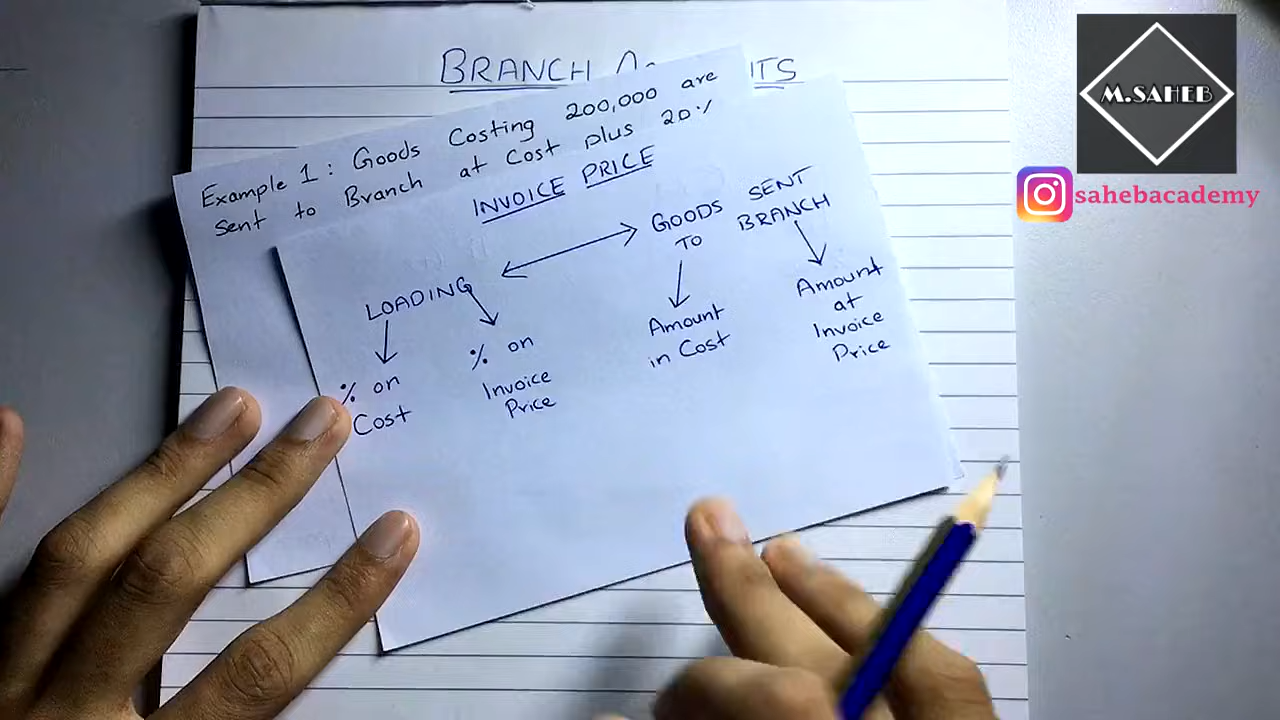 BRANCH
Example 1: Goods Costing 200,000 are
Sent to Branch at Cost plus 20%
INVOICE PRICE
GOODS SENT
TO BRANCH
LOADING
Amount
in Cost
Amount
at
Invoice
Price
% on
Cost
% on
Invoice
Price
M.SAHEB
sahebacademy